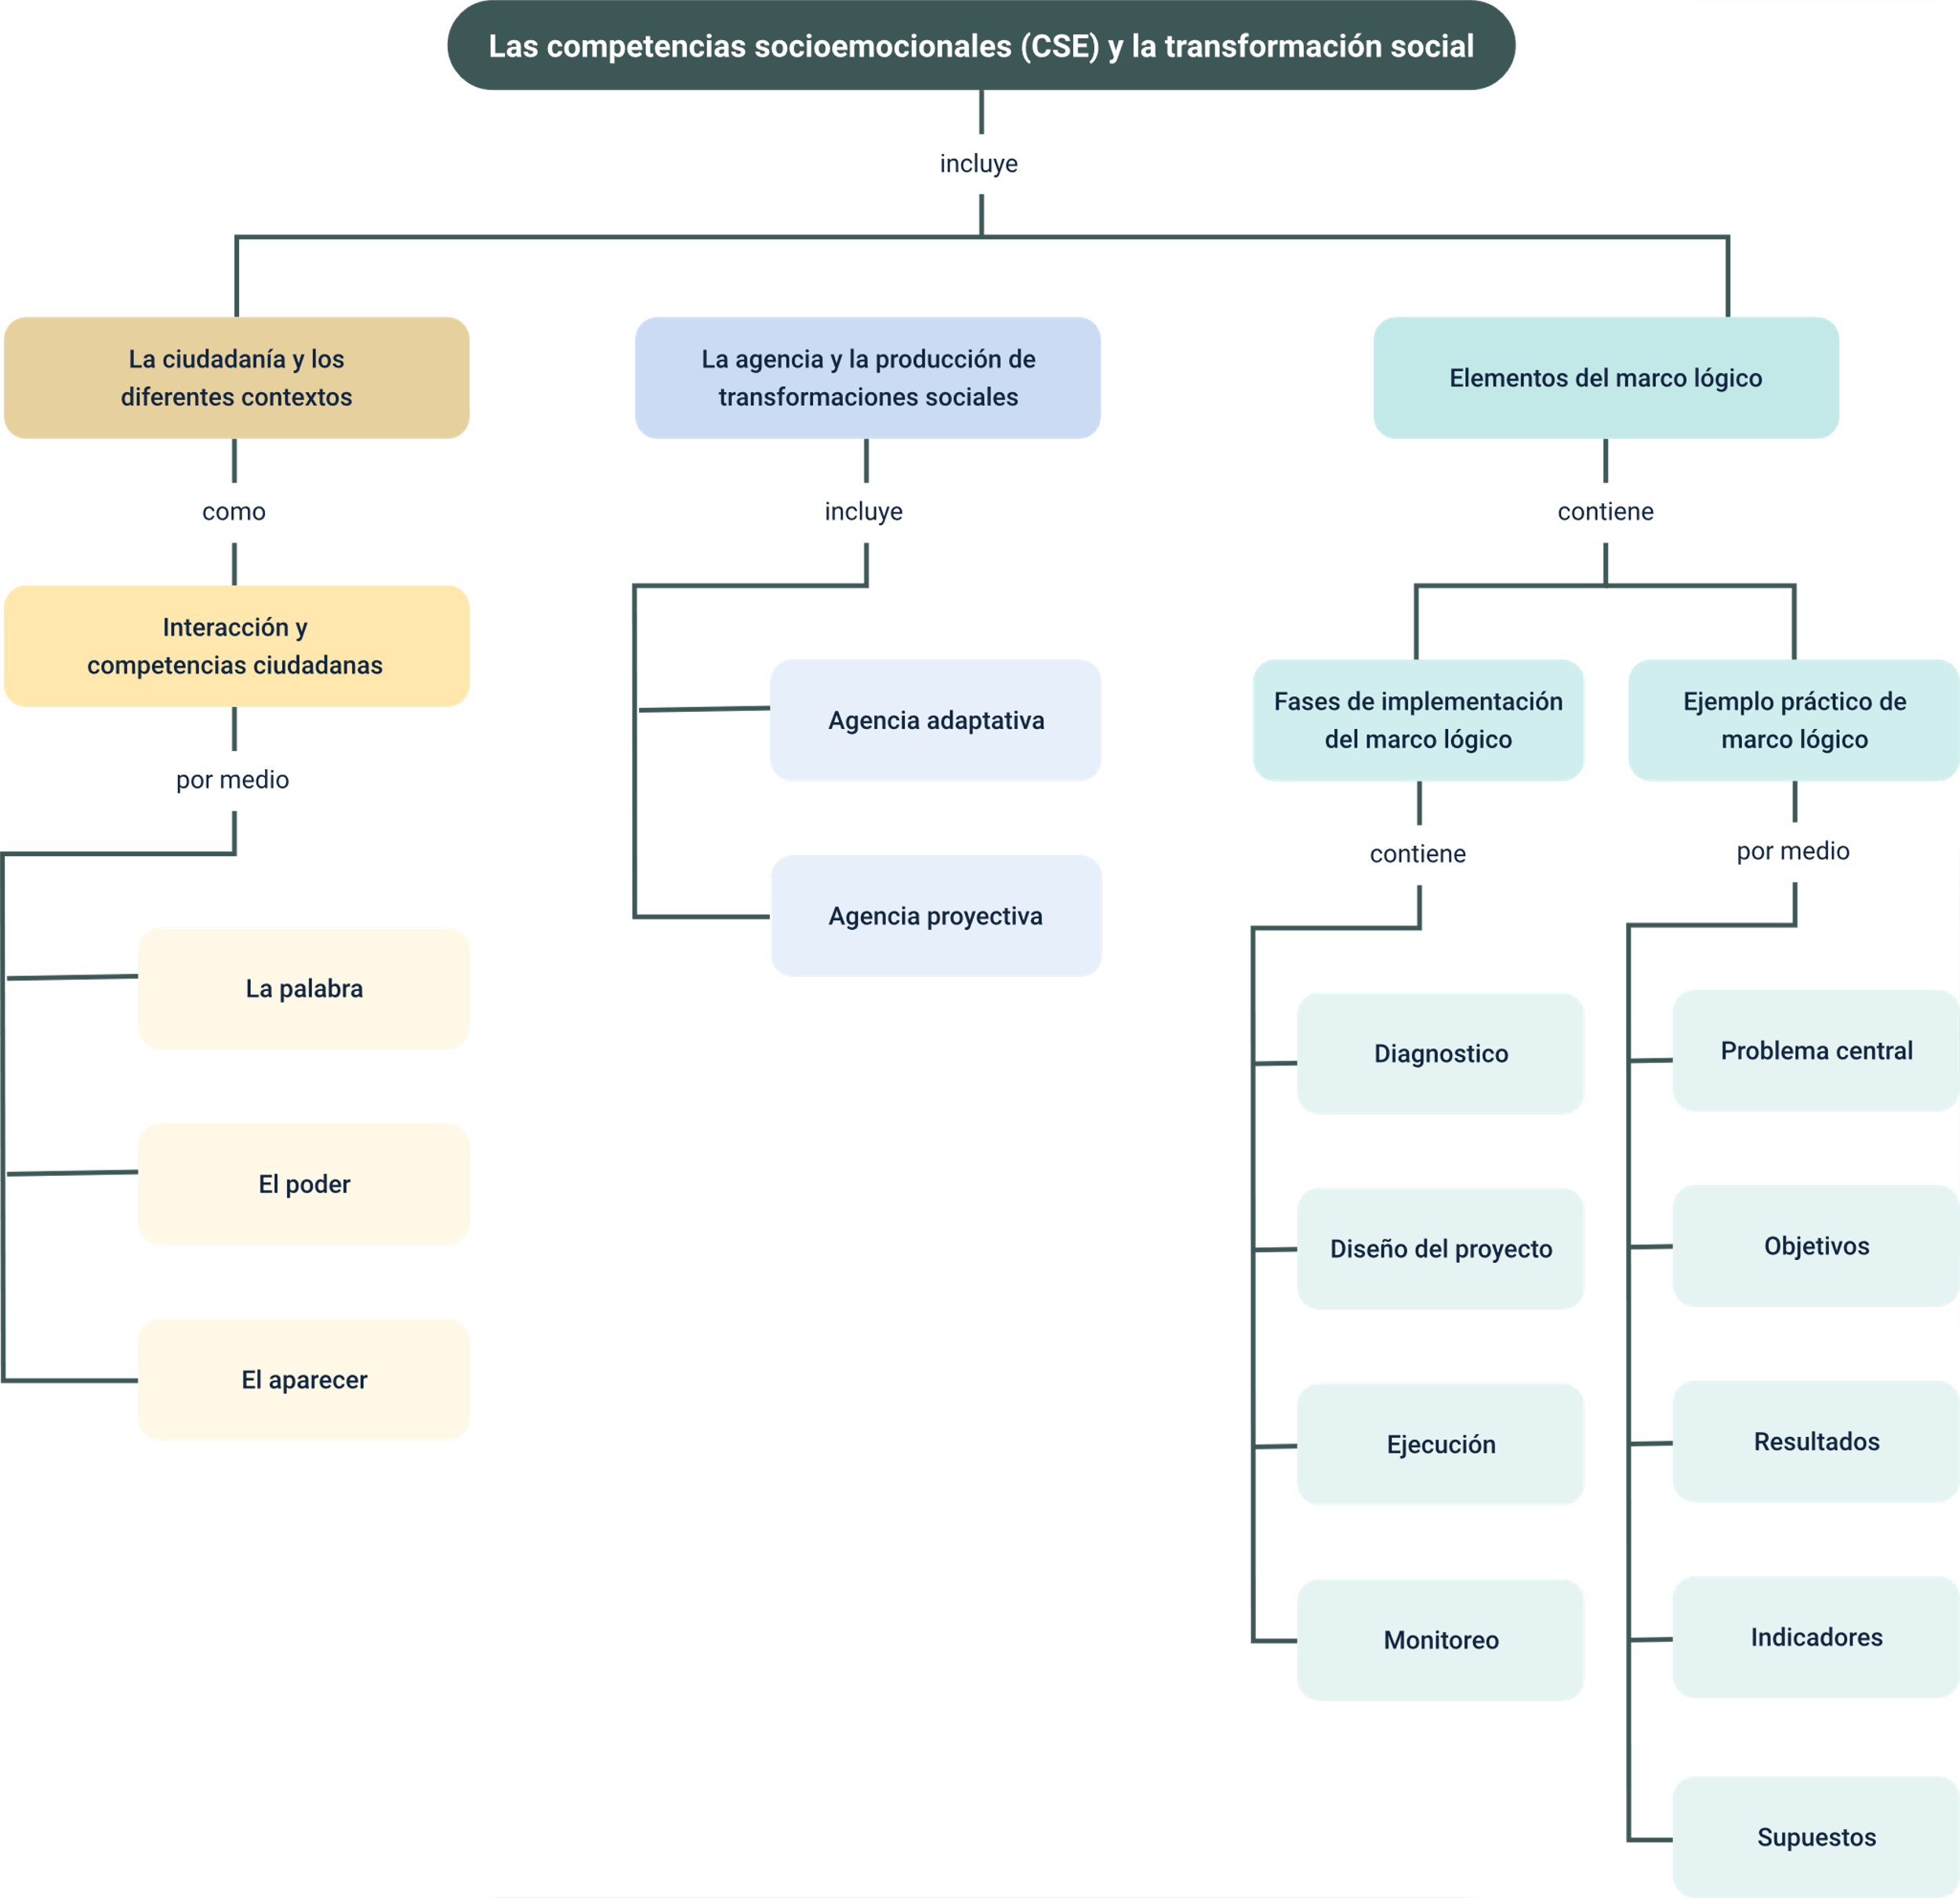 Las competencias socioemocionales (CSE) y la transformación social
incluye
La ciudadanía y los
diferentes contextos
como
Interacción y
competencias ciudadanas
por medio
La palabra
El poder
El aparecer
La agencia y la producción de
transformaciones sociales
incluye
Agencia adaptativa
Agencia proyectiva
Elementos del marco lógico
contiene
Fases de implementación
del marco lógico
contiene
Diagnostico
Diseño del proyecto
Ejecución
Monitoreo
Ejemplo práctico de
marco lógico
por medio
Problema central
Objetivos
Resultados
Indicadores
Supuestos